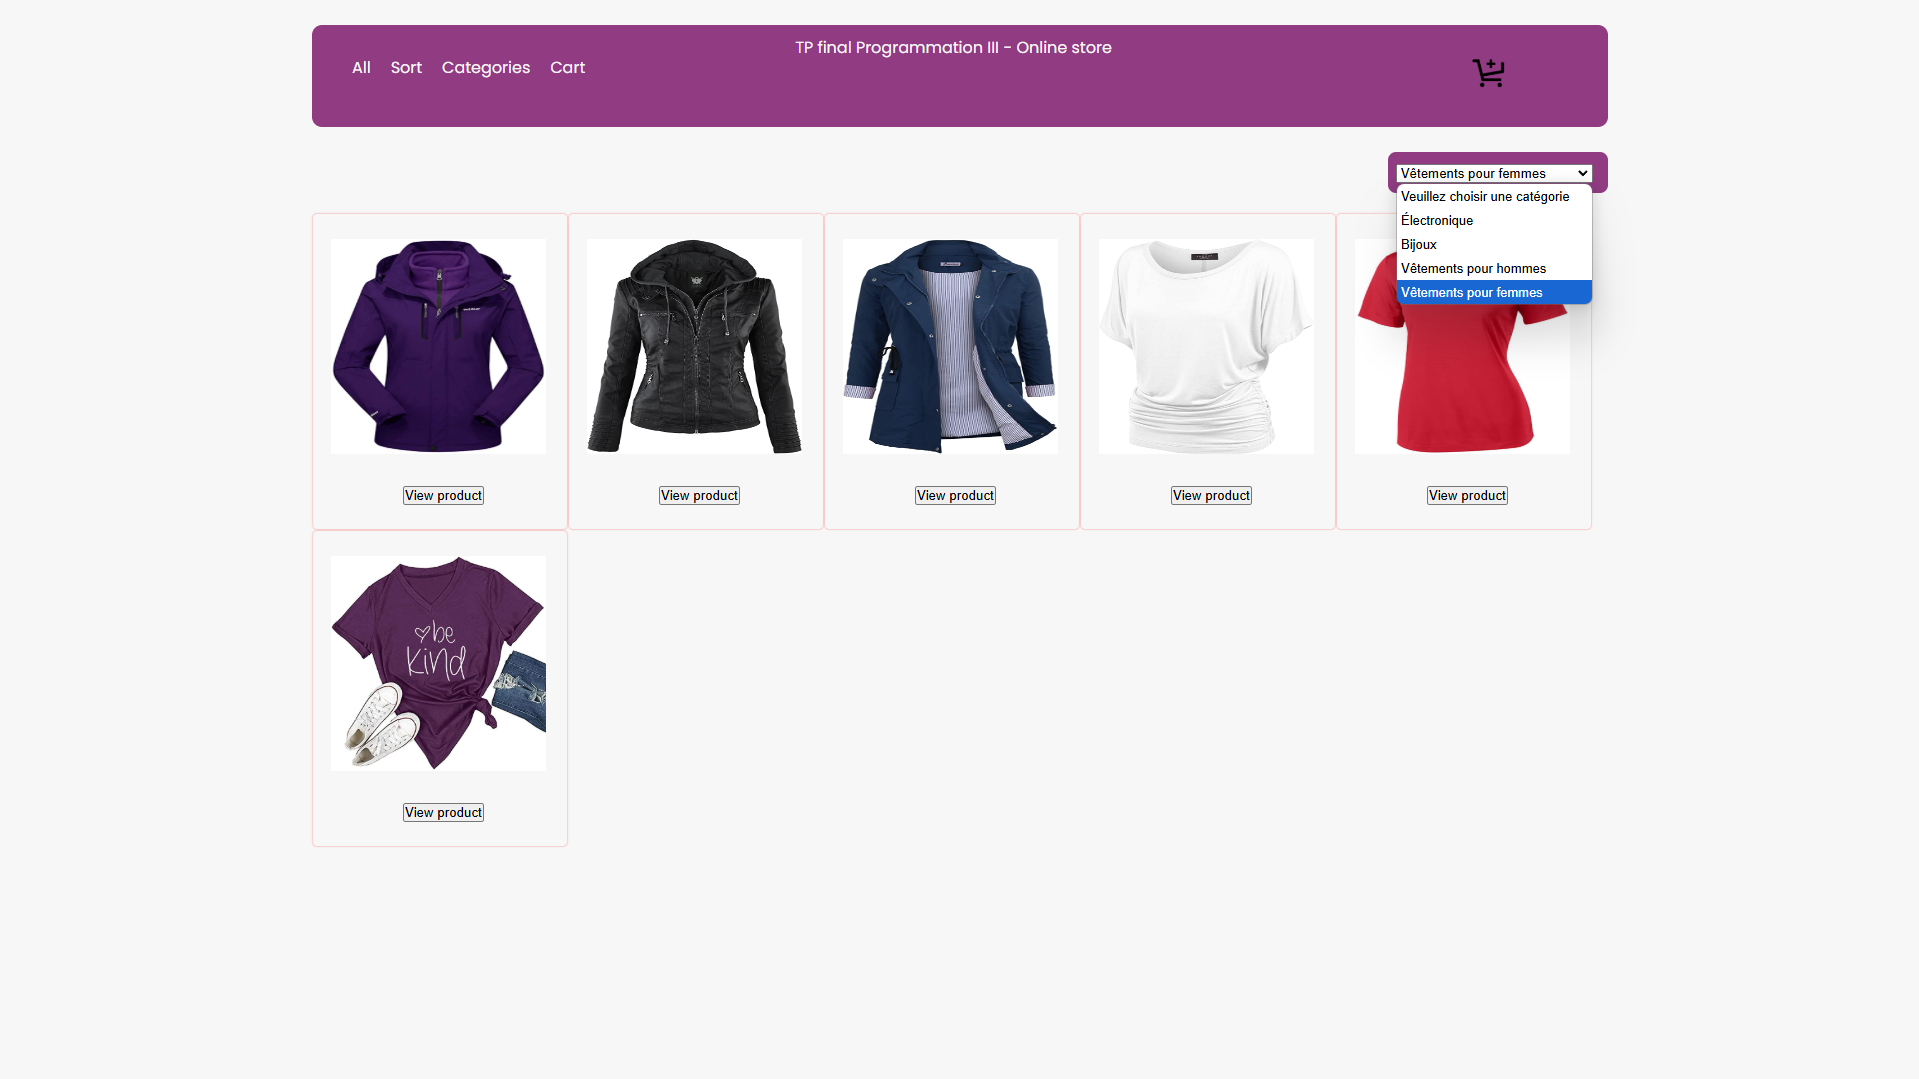 TP final Programmation III - Online store
All
Sort
Categories
Cart
Vêtements pour femmes
Veuillez choisir une catégorie
Électronique
Bijoux
Vêtements pour hommes
Vêtements pour femmes
View product
View product
View product
View product
View product
be
kind
View product